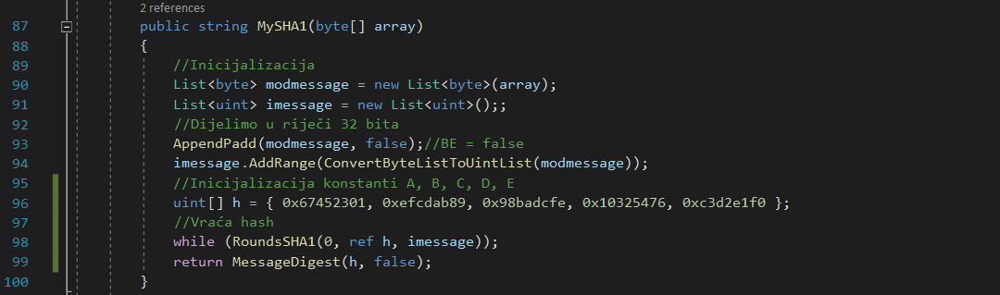 2 references
87 public string MySHA1(byte[] array)
88 {
89 //Inicijalizacija
90 List<byte> modmessage = new List<byte>(array);
91 List<uint> imessage = new List<uint>();;
92 //Dijelimo u riječi 32 bita
93 AppendPadd(modmessage, false);//BE = false
94 imessage.AddRange(ConvertByteListToUintList(modmessage));
95 //Inicijalizacija konstanti A, B, C, D, E
96 uint[] h = { 0x67452301, 0xefcdab89, 0x98badcfe, 0x10325476, 0xc3d2e1f0 };
97 //Vraća hash
98 while (RoundsSHA1(0, ref h, imessage));
99 return MessageDigest(h, false);
100 }